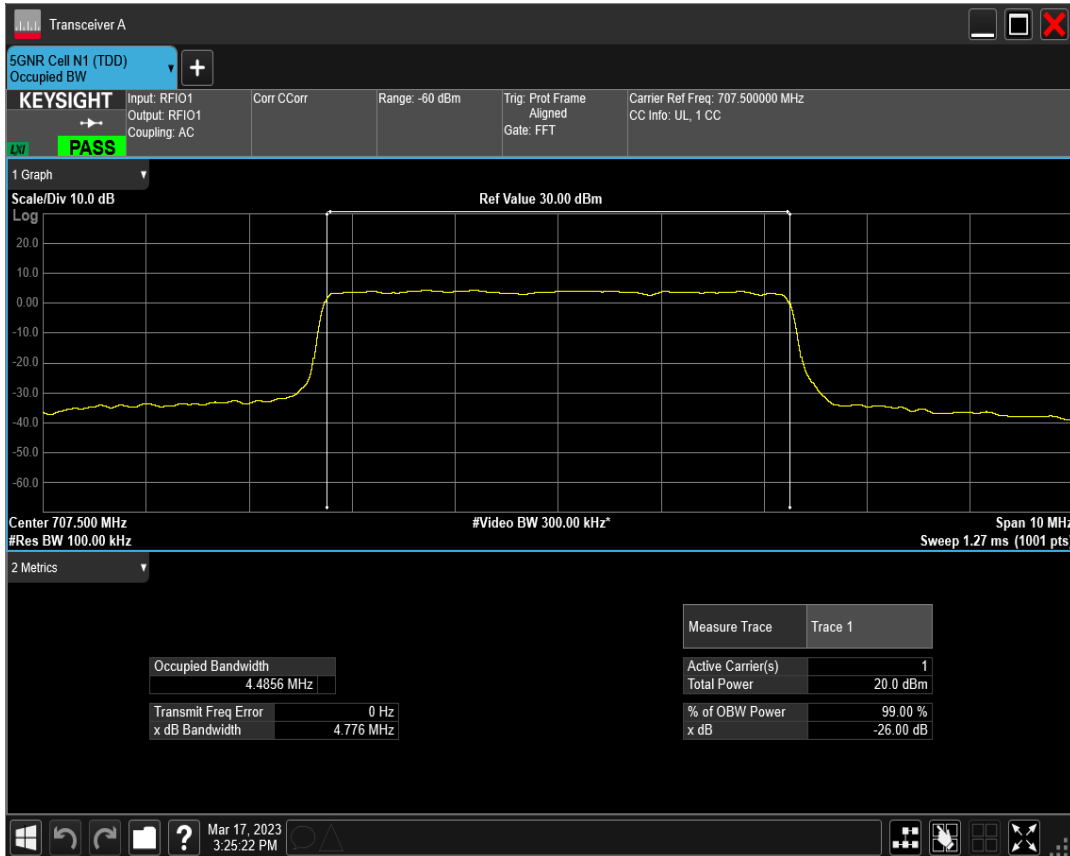 Transceiver A
5GNR Cell N1 (TDD)
Occupied BW
+
KEYSIGHT
LXI
PASS
Input: RFIO1
Output: RFIO1
Coupling: AC
Corr CCorr
Range: -60 dBm
Trig: Prot Frame
Aligned
Gate: FFT
Carrier Ref Freq: 707.500000 MHz
CC Info: UL, 1 CC
1 Graph
Scale/Div 10.0 dB
Ref Value 30.00 dBm
Log
20.0
10.0
0.00
-10.0
-20.0
-30.0
-40.0
-50.0
-60.0
Center 707.500 MHz
#Video BW 300.00 kHz*
Span 10 MHz
#Res BW 100.00 kHz
Sweep 1.27 ms (1001 pts)
2 Metrics
Measure Trace Trace 1
Occupied Bandwidth
4.4856 MHz
Transmit Freq Error 0 Hz
x dB Bandwidth 4.776 MHz
Active Carrier(s) 1
Total Power 20.0 dBm
% of OBW Power 99.00 %
x dB -26.00 dB
?
Mar 17, 2023
3:25:22 PM